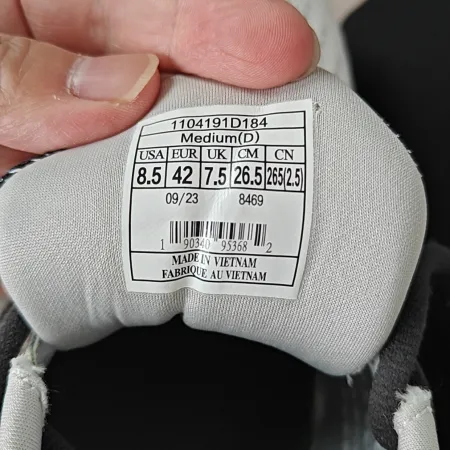 1104191D184
Medium(D)
USA EUR UK CM CN
8.5 42 7.5 26.5 265(2.5)
09/23 8469
1 90340 95368 2
MADE IN VIETNAM
FABRIQUE AU VIETNAM